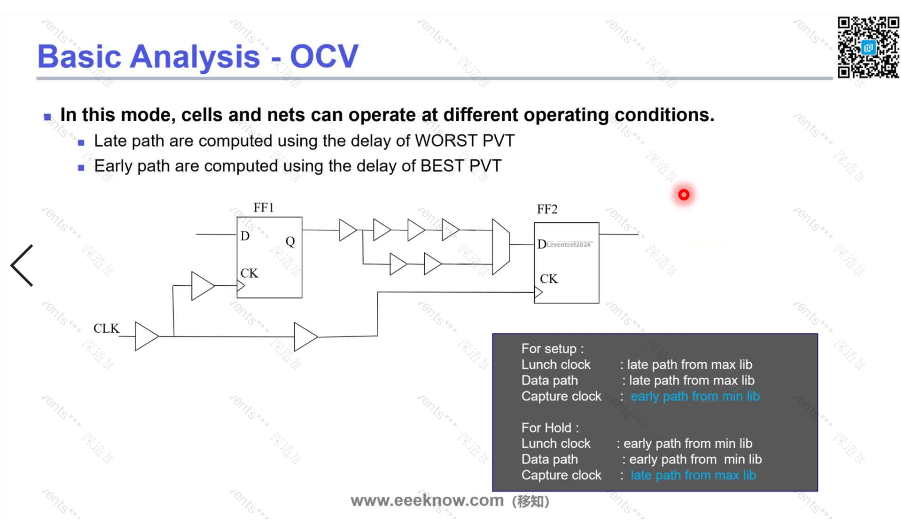 Basic Analysis - OCV
In this mode, cells and nets can operate at different operating conditions.
Late path are computed using the delay of WORST PVT
Early path are computed using the delay of BEST PVT
FF1
FF2
D
Q
CK
D
Leventsel2024
CK
CLK
For setup :
Lunch clock : late path from max lib
Data path : late path from max lib
Capture clock : early path from min lib
For Hold :
Lunch clock : early path from min lib
Data path : early path from min lib
Capture clock : late path from max lib
www.eeeknow.com (移知)